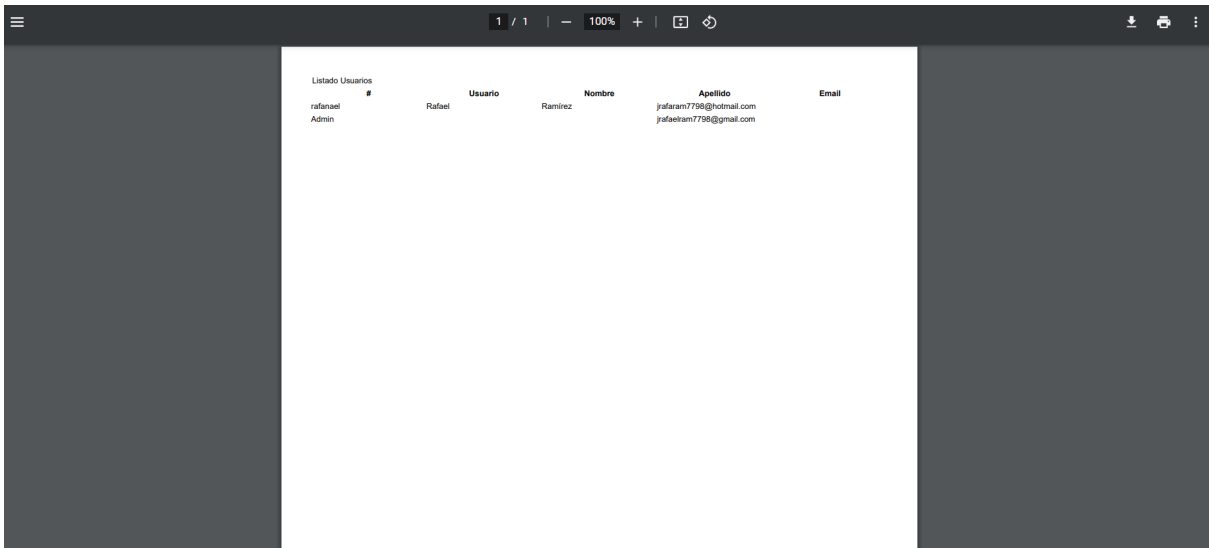 1 / 1 | — 100% + |
Listado Usuarios
# Usuario Nombre Apellido Email
rafanael Rafael Ramírez jrafaram7798@hotmail.com
Admin jrafaelram7798@gmail.com